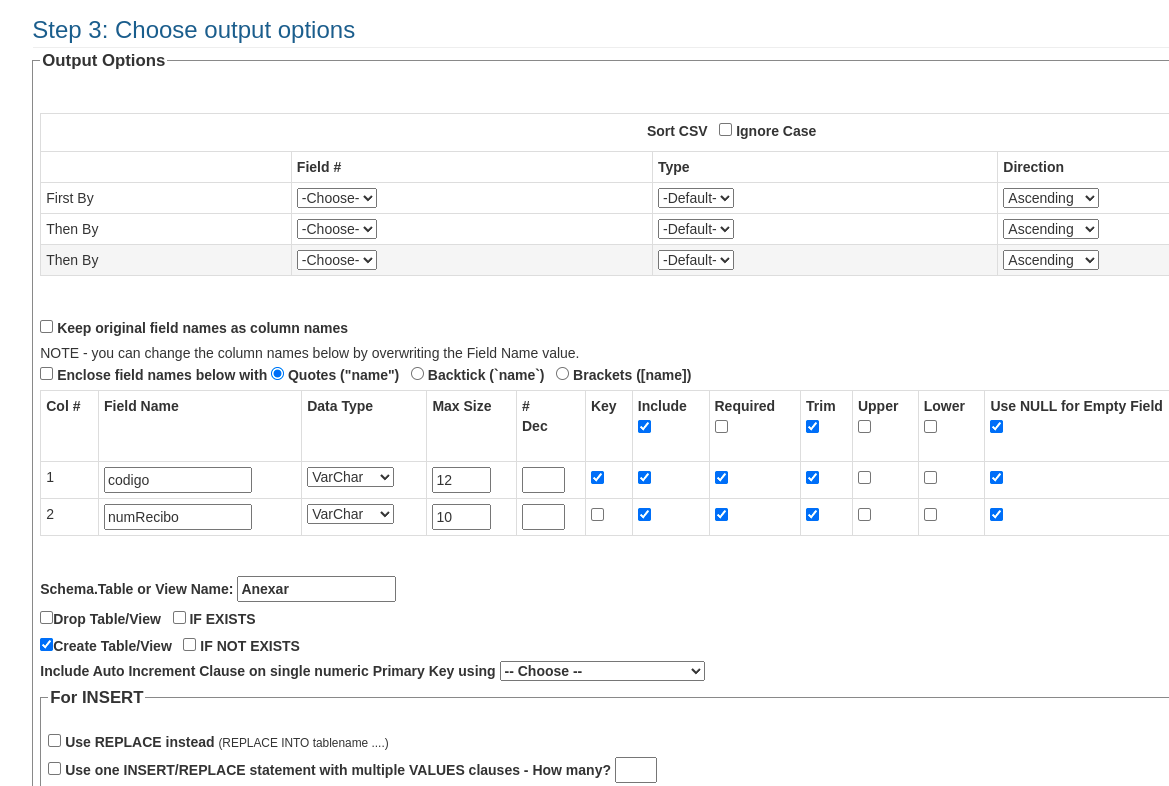 Step 3: Choose output options
Output Options
Sort CSV Ignore Case
Field # Type Direction
First By -Choose- -Default- Ascending
Then By -Choose- -Default- Ascending
Then By -Choose- -Default- Ascending
Keep original field names as column names
NOTE - you can change the column names below by overwriting the Field Name value.
Enclose field names below with Quotes ("name") Backtick (`name`) Brackets ([name])
Col # Field Name Data Type Max Size # Dec Key Include Required Trim Upper Lower Use NULL for Empty Field
1 codigo VarChar 12
2 numRecibo VarChar 10
Schema.Table or View Name: Anexar
Drop Table/View IF EXISTS
Create Table/View IF NOT EXISTS
Include Auto Increment Clause on single numeric Primary Key using -- Choose --
For INSERT
Use REPLACE instead (REPLACE INTO tablename ....)
Use one INSERT/REPLACE statement with multiple VALUES clauses - How many?